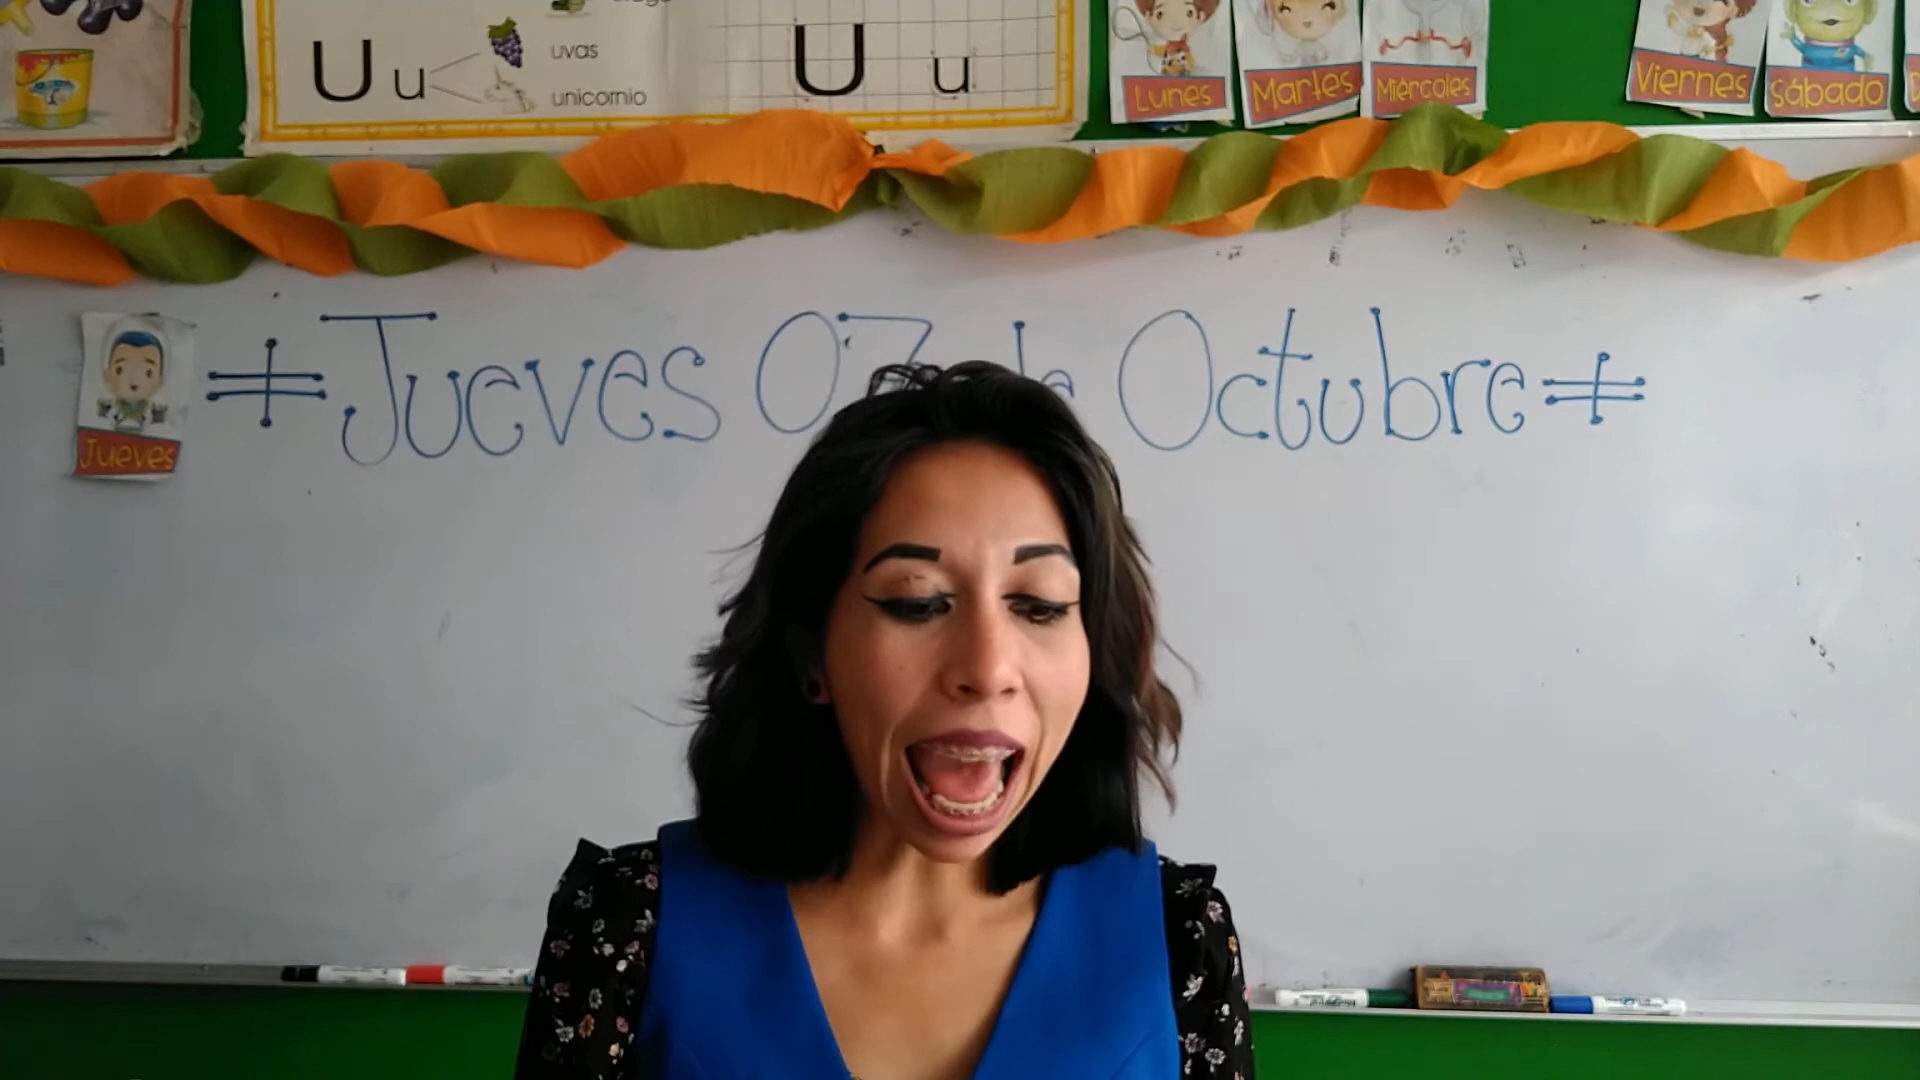 U u
uvas
unicornio
U u
Lunes
Martes
Miércoles
Viernes
Sábado
Jueves
Jueves 07 de Octubre